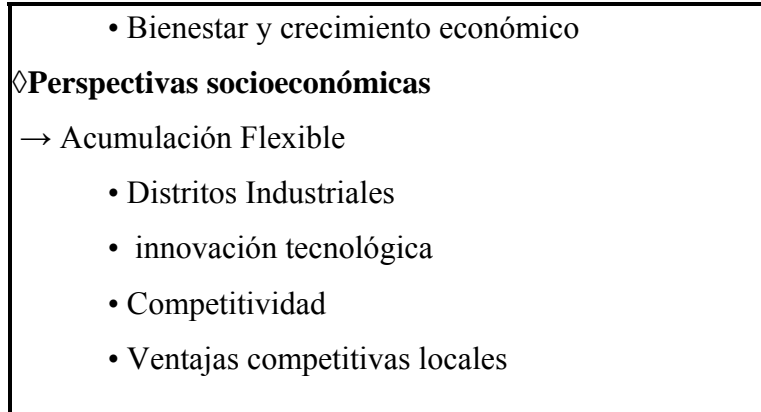 • Bienestar y crecimiento económico
◊Perspectivas socioeconómicas
→ Acumulación Flexible
• Distritos Industriales
• innovación tecnológica
• Competitividad
• Ventajas competitivas locales